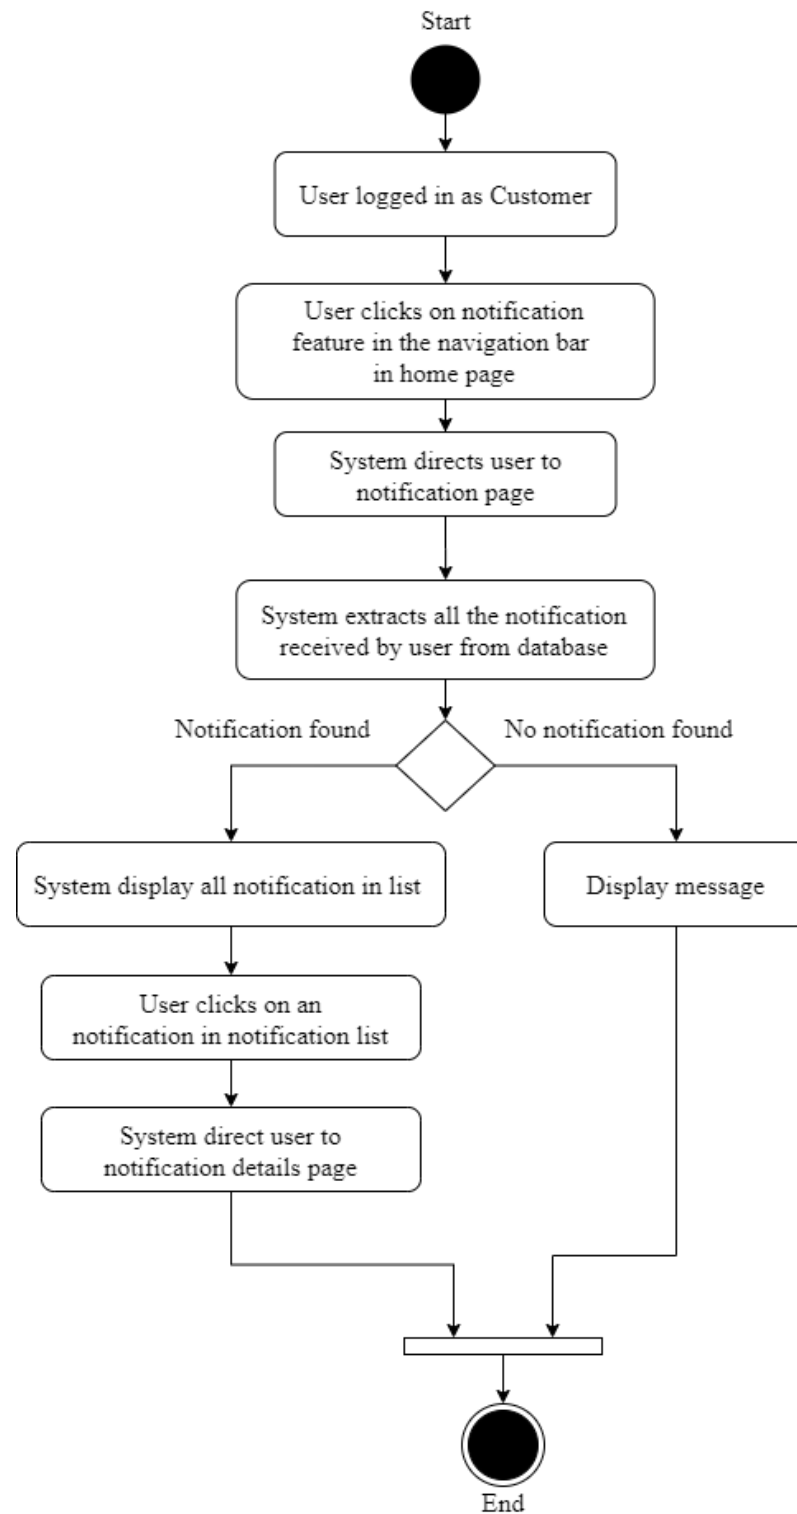 Start
User logged in as Customer
User clicks on notification
feature in the navigation bar
in home page
System directs user to
notification page
System extracts all the notification
received by user from database
Notification found
No notification found
System display all notification in list
Display message
User clicks on an
notification in notification list
System direct user to
notification details page
End